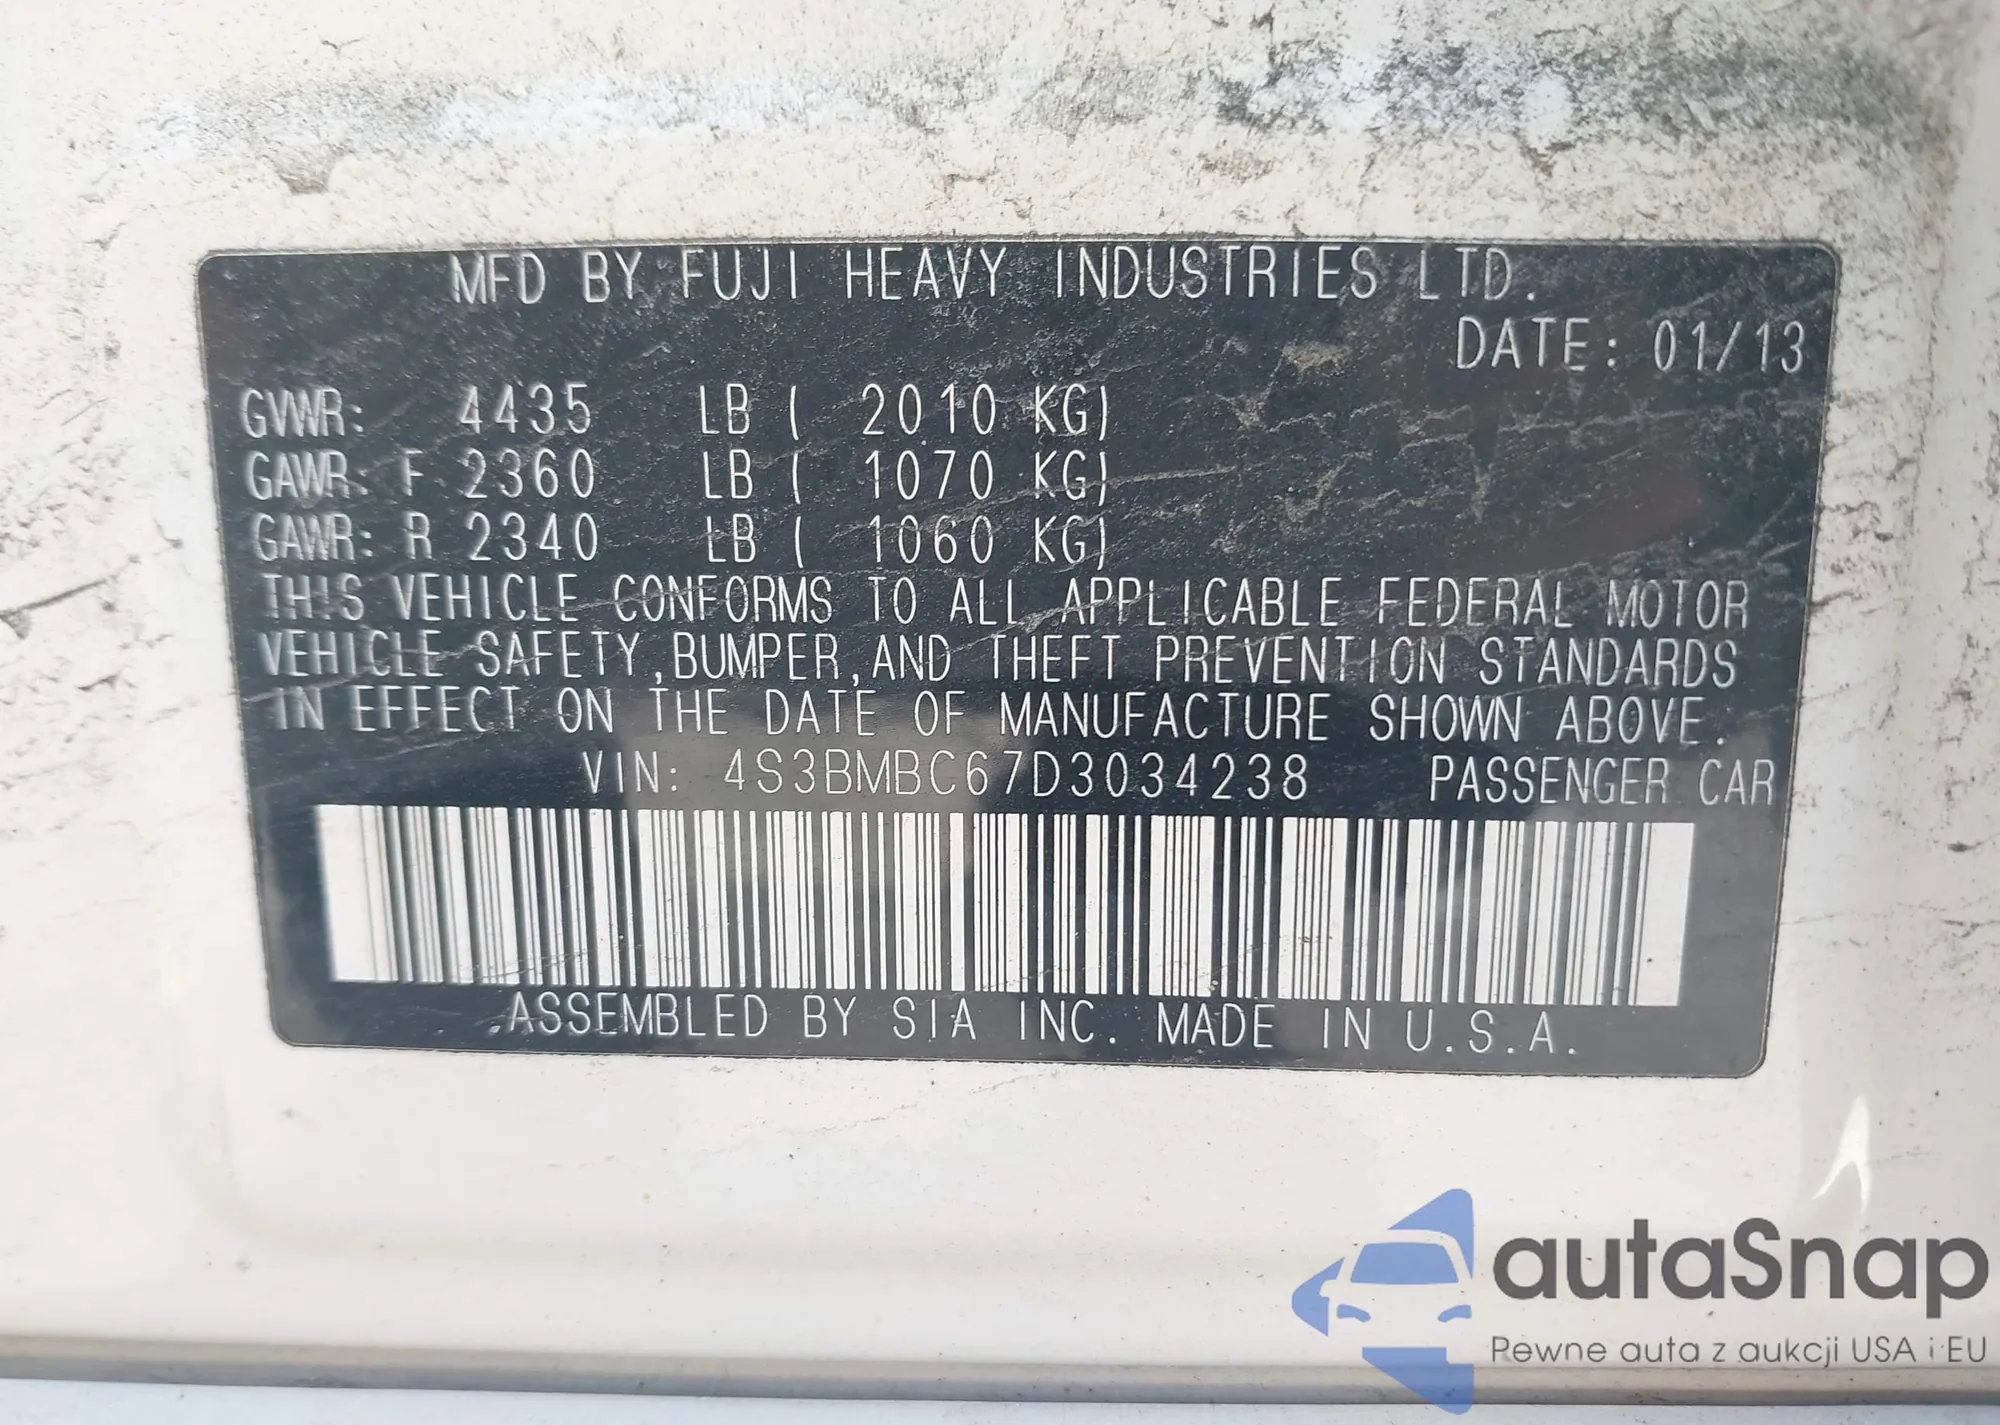 MFD BY FUJI HEAVY INDUSTRIES LTD.
DATE: 01/13
GVWR: 4435 LB ( 2010 KG)
GAWR: F 2360 LB ( 1070 KG)
GAWR: R 2340 LB ( 1060 KG)
THIS VEHICLE CONFORMS TO ALL APPLICABLE FEDERAL MOTOR
VEHICLE SAFETY, BUMPER, AND THEFT PREVENTION STANDARDS
IN EFFECT ON THE DATE OF MANUFACTURE SHOWN ABOVE.
VIN: 4S3BMBC67D3034238 PASSENGER CAR
ASSEMBLED BY SIA INC. MADE IN U.S.A.
autaSnap
Pewne auta z aukcji USA i EU